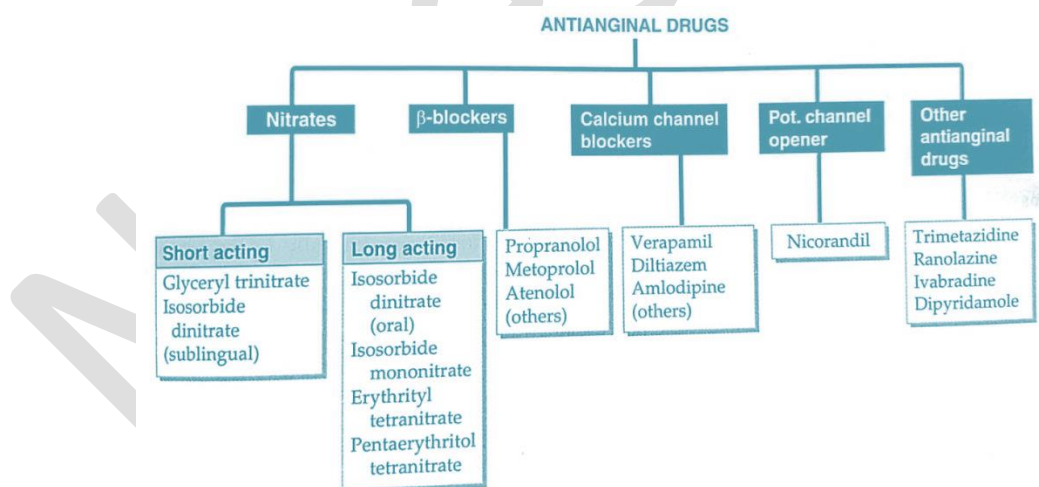 ANTIANGINAL DRUGS
Nitrates
β-blockers
Calcium channel
blockers
Pot. channel
opener
Other
antianginal
drugs
Short acting
Glyceryl trinitrate
Isosorbide
dinitrate
(sublingual)
Long acting
Isosorbide
dinitrate
(oral)
Isosorbide
mononitrate
Erythrityl
tetranitrate
Pentaerythritol
tetranitrate
Propranolol
Metoprolol
Atenolol
(others)
Verapamil
Diltiazem
Amlodipine
(others)
Nicorandil
Trimetazidine
Ranolazine
Ivabradine
Dipyridamole